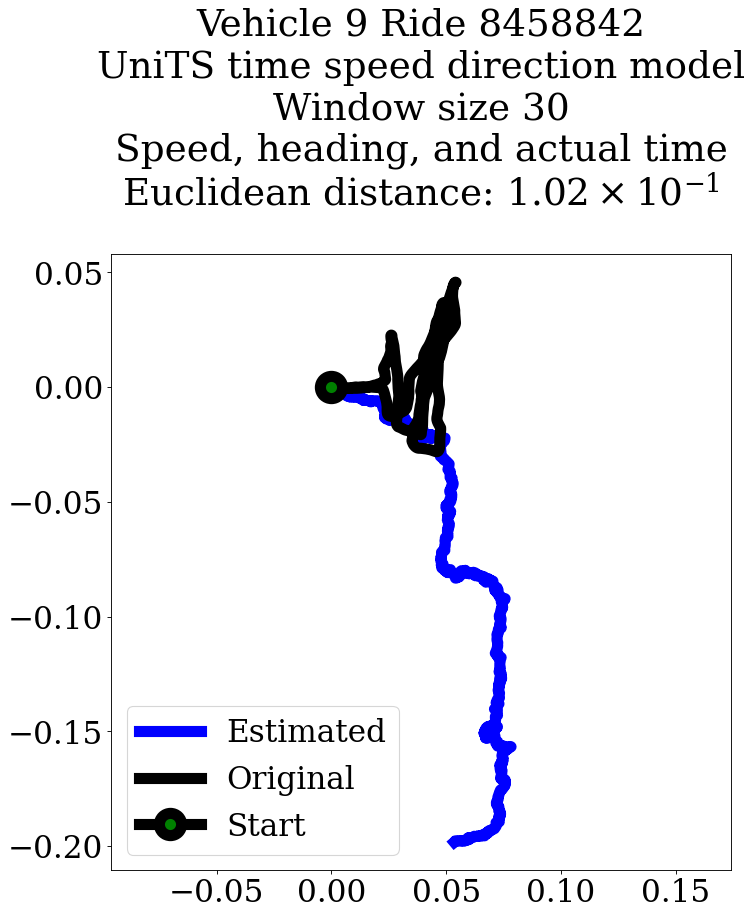 Vehicle 9 Ride 8458842
UniTS time speed direction model
Window size 30
Speed, heading, and actual time
Euclidean distance: 1.02 × 10⁻¹
0.05
0.00
−0.05
−0.10
−0.15
−0.20
Estimated
Original
Start
−0.05 0.00 0.05 0.10 0.15